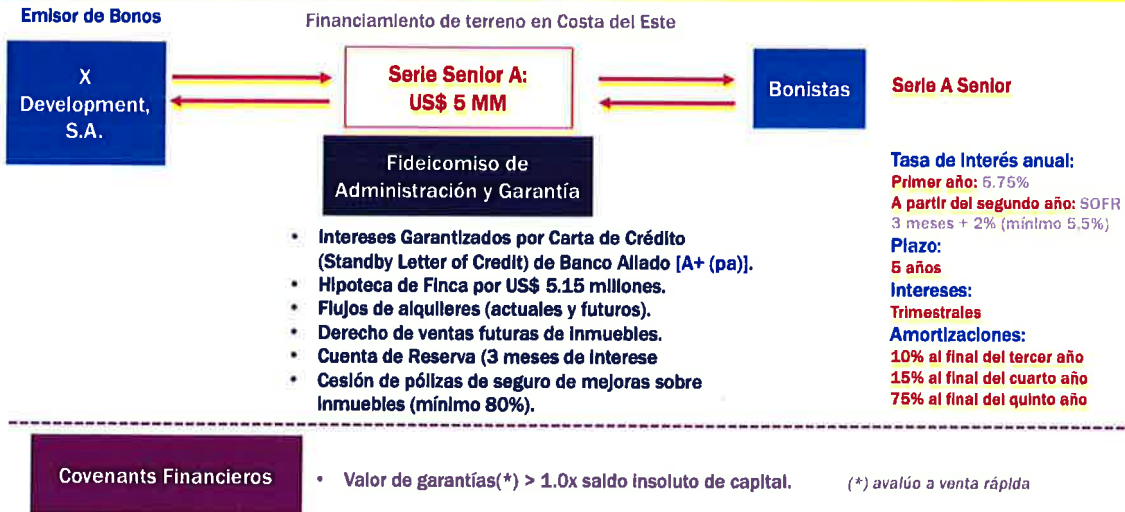 Emisor de Bonos
Financiamiento de terreno en Costa del Este
X
Development,
S.A.
Serie Senior A:
US$ 5 MM
Bonistas
Serie A Senior
Fideicomiso de
Administración y Garantía
• Intereses Garantizados por Carta de Crédito
(Standby Letter of Credit) de Banco Aliado [A+ (pa)].
• Hipoteca de Finca por US$ 5.15 millones.
• Flujos de alquileres (actuales y futuros).
• Derecho de ventas futuras de inmuebles.
• Cuenta de Reserva (3 meses de interese
• Cesión de pólizas de seguro de mejoras sobre
inmuebles (mínimo 80%).
Tasa de interés anual:
Primer año: 5.75%
A partir del segundo año: SOFR
3 meses + 2% (mínimo 5,5%)
Plazo:
5 años
Intereses:
Trimestrales
Amortizaciones:
10% al final del tercer año
15% al final del cuarto año
75% al final del quinto año
Covenants Financieros
• Valor de garantías(*) > 1.0x saldo insoluto de capital.
(*) avalúo a venta rápida